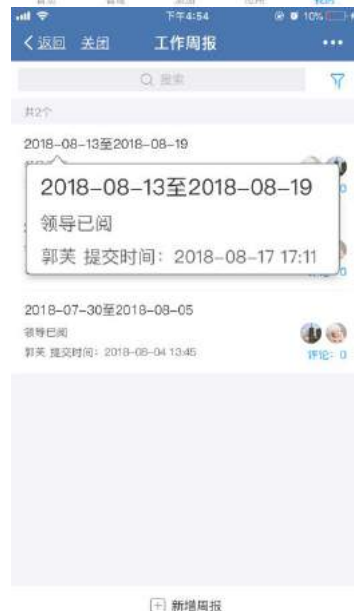 下午4:54
10%
返回 关闭 工作周报
搜索
共2个
2018-08-13至2018-08-19
2018-08-13至2018-08-19
领导已阅
郭芙 提交时间: 2018-08-17 17:11
2018-07-30至2018-08-05
领导已阅
郭芙 提交时间: 2018-08-04 13:45
评论: 0
新增周报